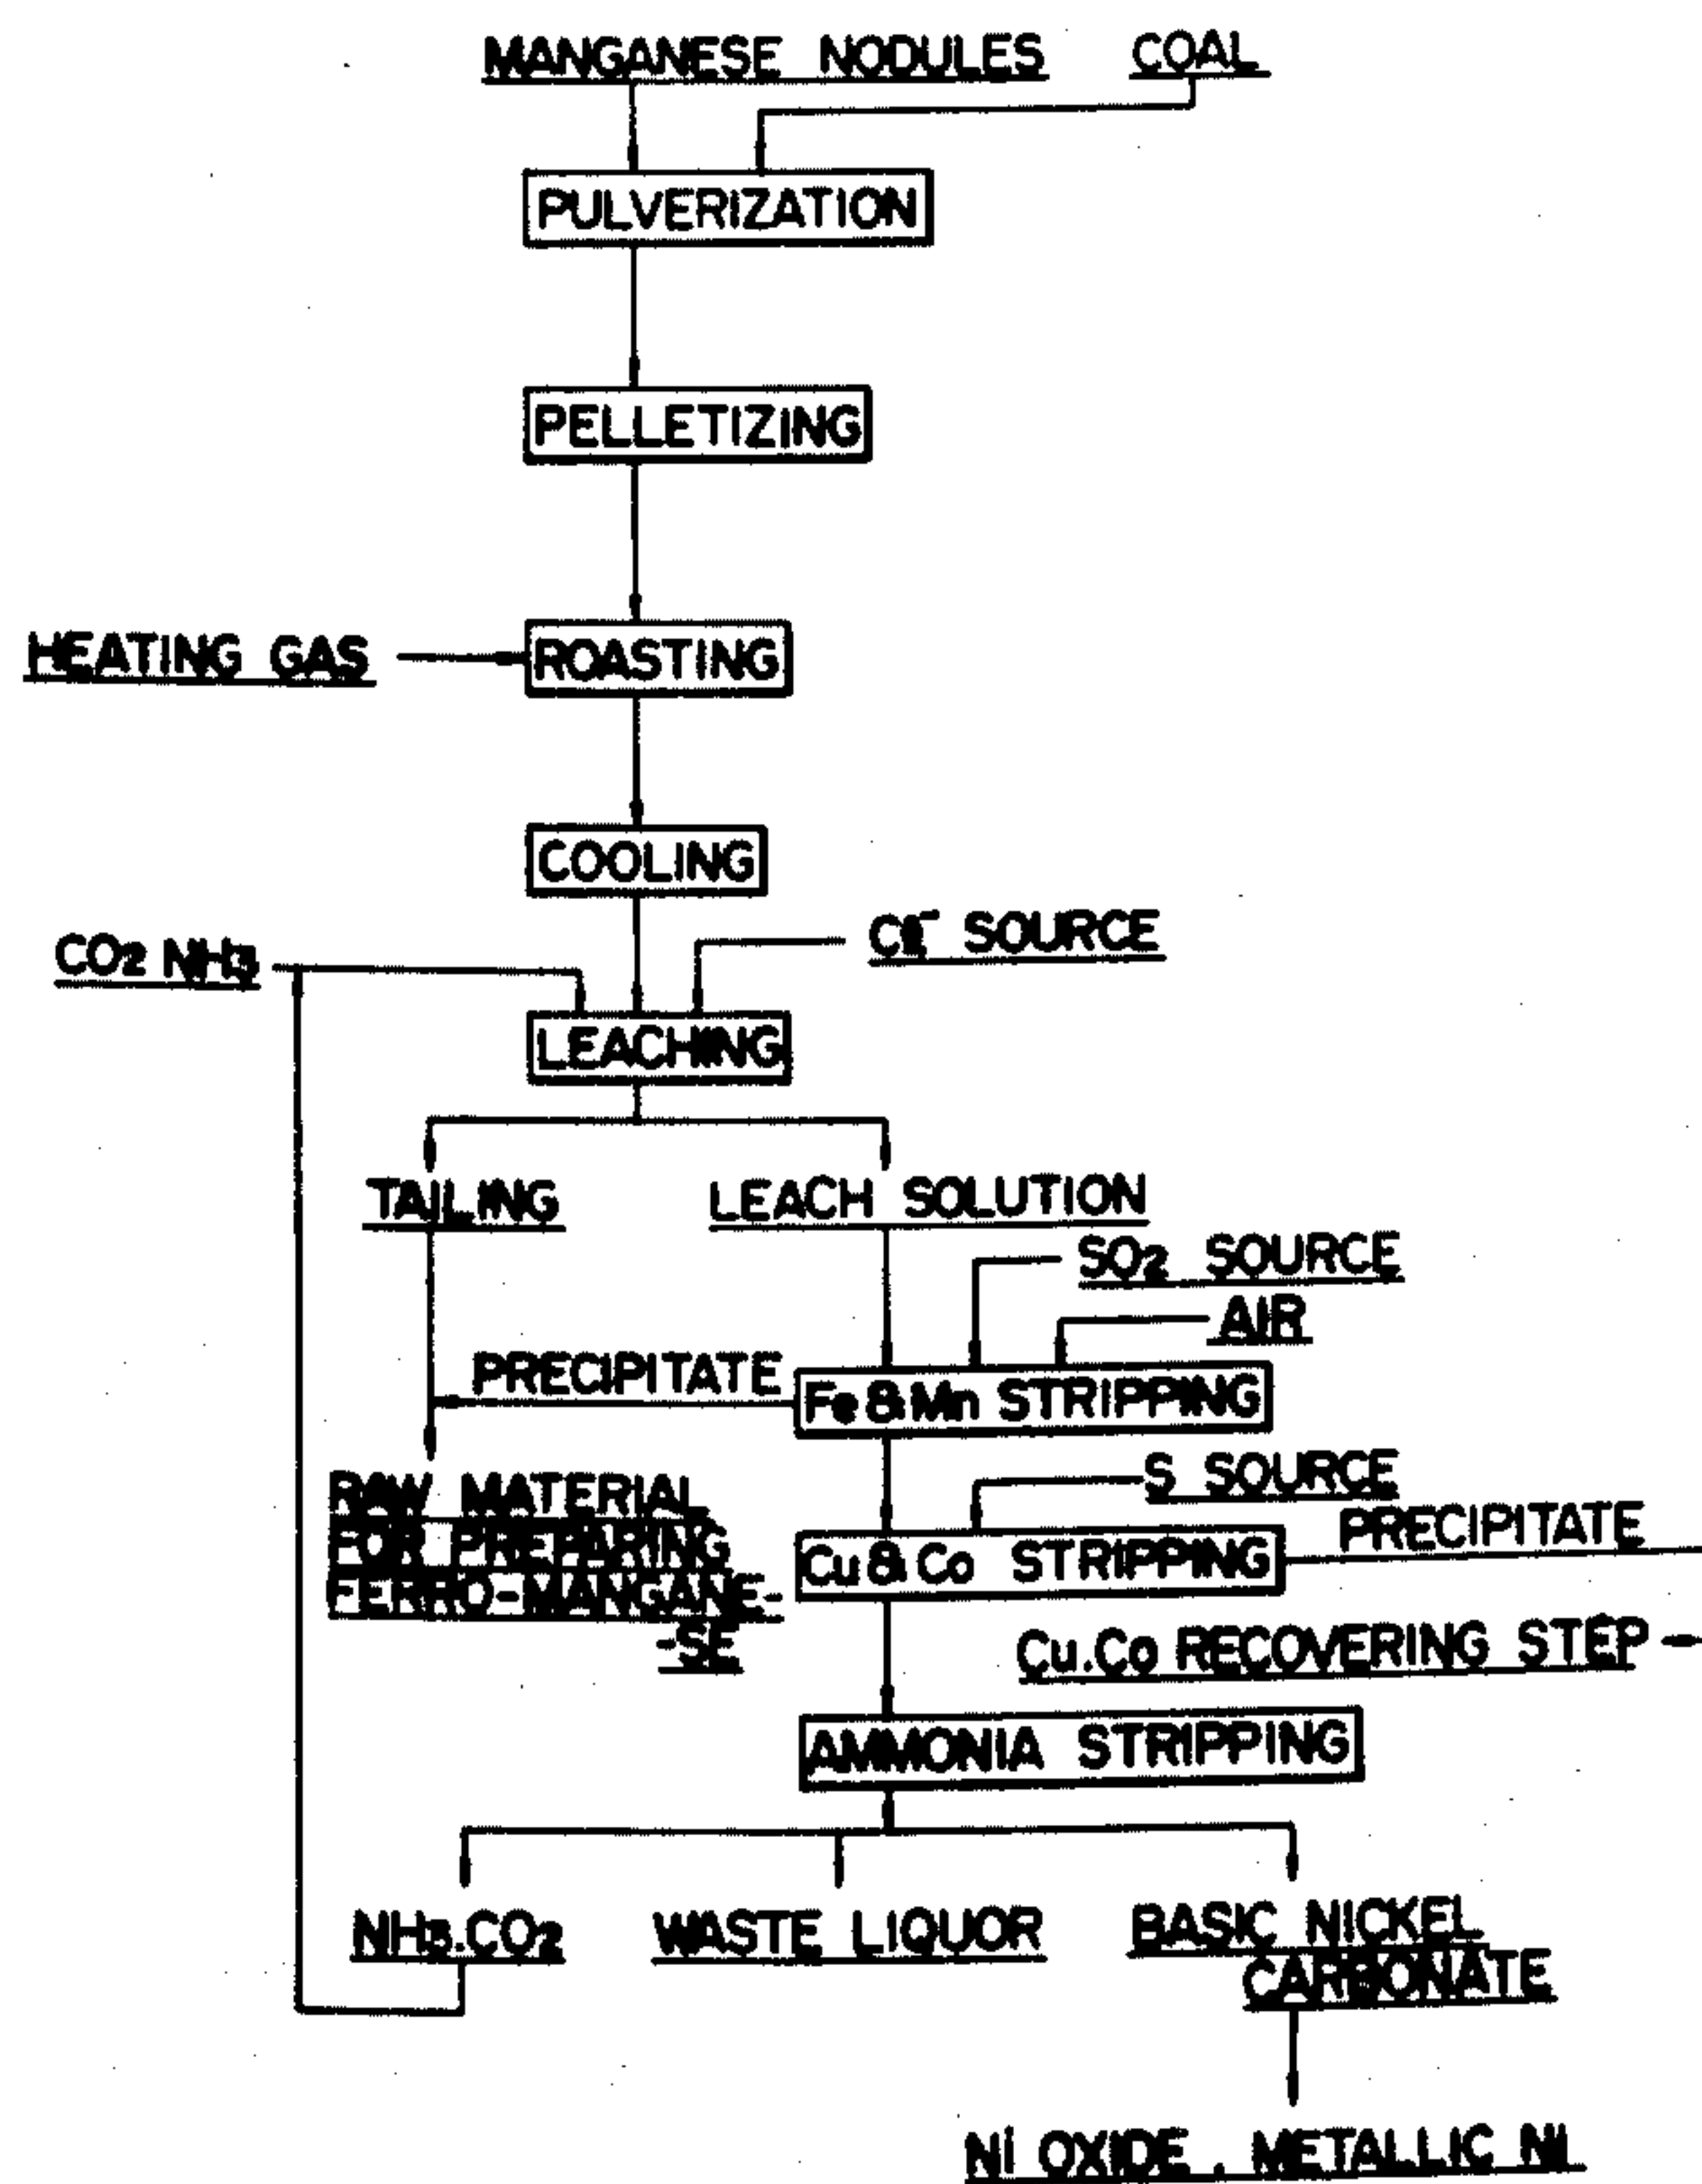 MANGANESE NODULES COAL
PULVERIZATION
PELLETIZING
HEATING GAS
ROASTING
COOLING
CO2 NH3
Cl⁻ SOURCE
LEACHING
TAILING
LEACH SOLUTION
SO2 SOURCE
AIR
PRECIPITATE
Fe&Mn STRIPPING
RAW MATERIAL
FOR PREPARING
FERRO-MANGANE-
-SE
S SOURCE
PRECIPITATE
Cu&Co STRIPPING
Cu.Co RECOVERING STEP
AMMONIA STRIPPING
NH3.CO2
WASTE LIQUOR
BASIC NICKEL
CARBONATE
Ni OXIDE, METALLIC Ni